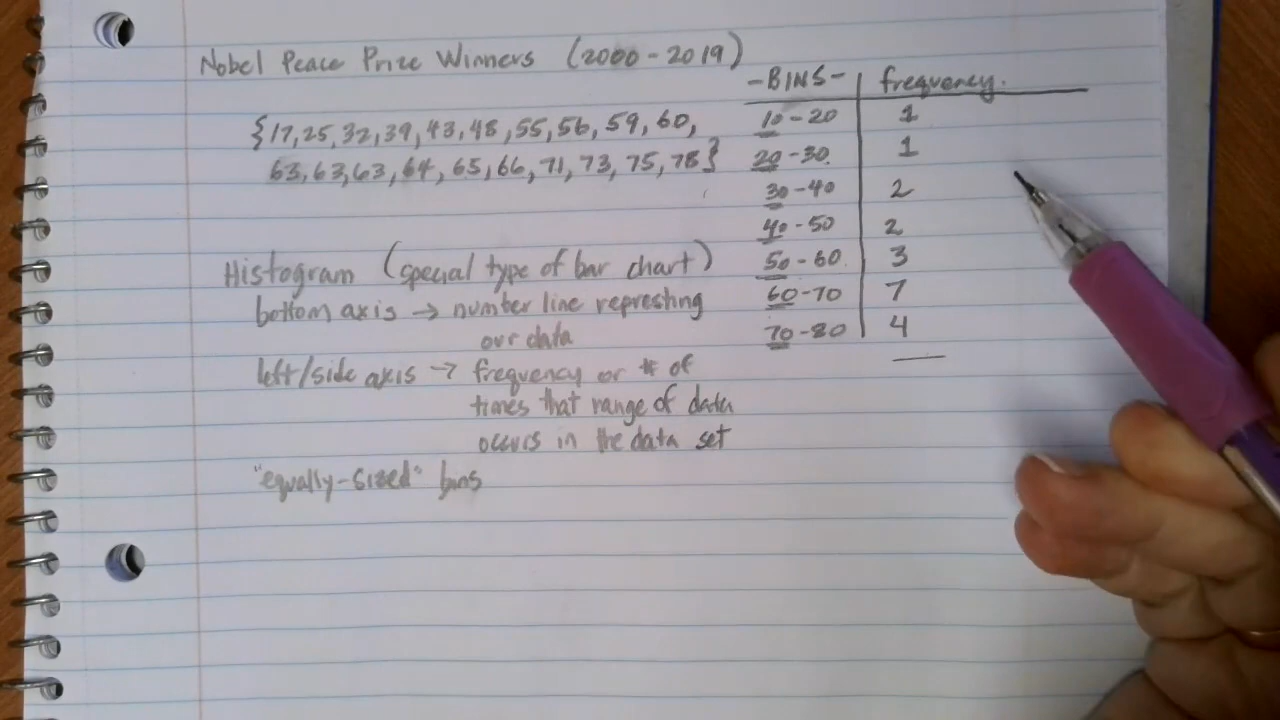 Nobel Peace Prize Winners (2000-2019)
{17, 25, 32, 39, 43, 48, 55, 56, 59, 60,
63, 63, 63, 64, 65, 66, 71, 73, 75, 78}
Histogram (special type of bar chart)
bottom axis → number line represting
our data
left/side axis → frequency or # of
times that range of data
occurs in the data set
"equally-sized" bins
-BINS- frequency.
10-20 1
20-30 1
30-40 2
40-50 2
50-60 3
60-70 7
70-80 4